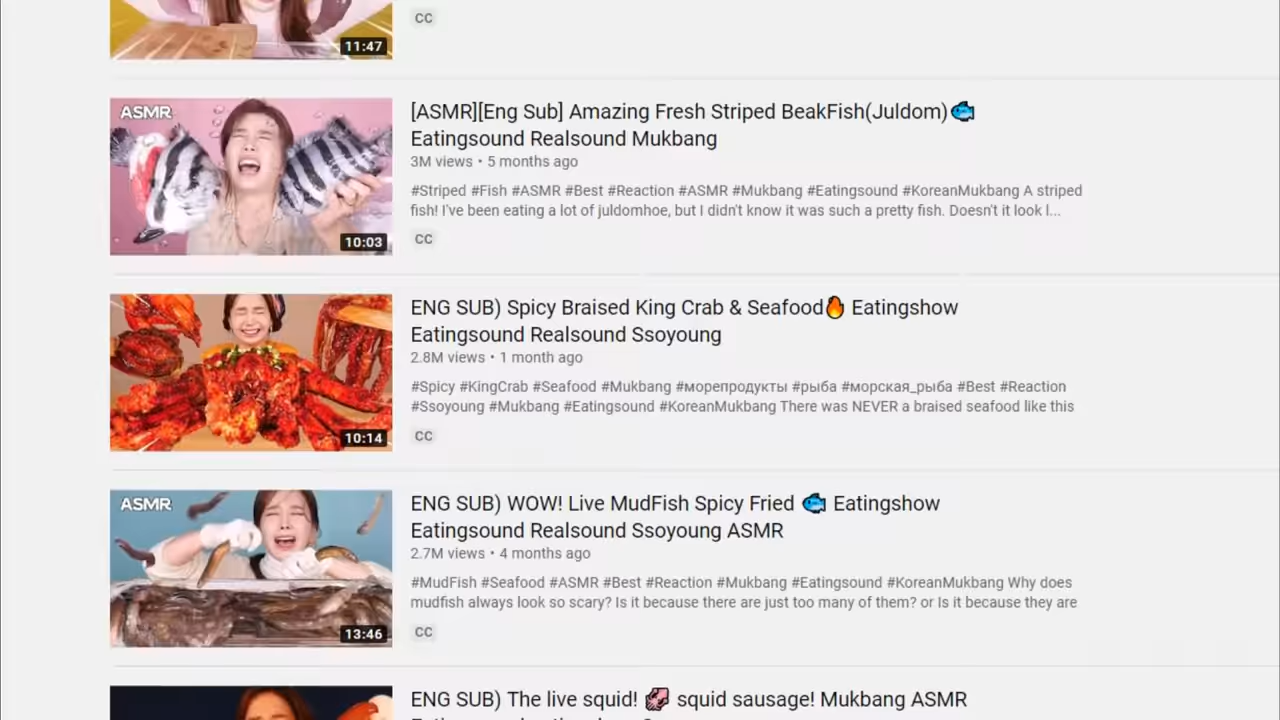 CC
11:47
ASMR
10:03
[ASMR][Eng Sub] Amazing Fresh Striped BeakFish(Juldom)🐟
Eatingsound Realsound Mukbang
3M views • 5 months ago
#Striped #Fish #ASMR #Best #Reaction #ASMR #Mukbang #Eatingsound #KoreanMukbang A striped
fish! I've been eating a lot of juldomhoe, but I didn't know it was such a pretty fish. Doesn't it look l...
CC
10:14
ENG SUB) Spicy Braised King Crab & Seafood🔥 Eatingshow
Eatingsound Realsound Ssoyoung
2.8M views • 1 month ago
#Spicy #KingCrab #Seafood #Mukbang #морепродукты #рыба #морская_рыба #Best #Reaction
#Ssoyoung #Mukbang #Eatingsound #KoreanMukbang There was NEVER a braised seafood like this
CC
ASMR
13:46
ENG SUB) WOW! Live MudFish Spicy Fried 🐟 Eatingshow
Eatingsound Realsound Ssoyoung ASMR
2.7M views • 4 months ago
#MudFish #Seafood #ASMR #Best #Reaction #Mukbang #Eatingsound #KoreanMukbang Why does
mudfish always look so scary? Is it because there are just too many of them? or Is it because they are
CC
ENG SUB) The live squid! 🦑 squid sausage! Mukbang ASMR